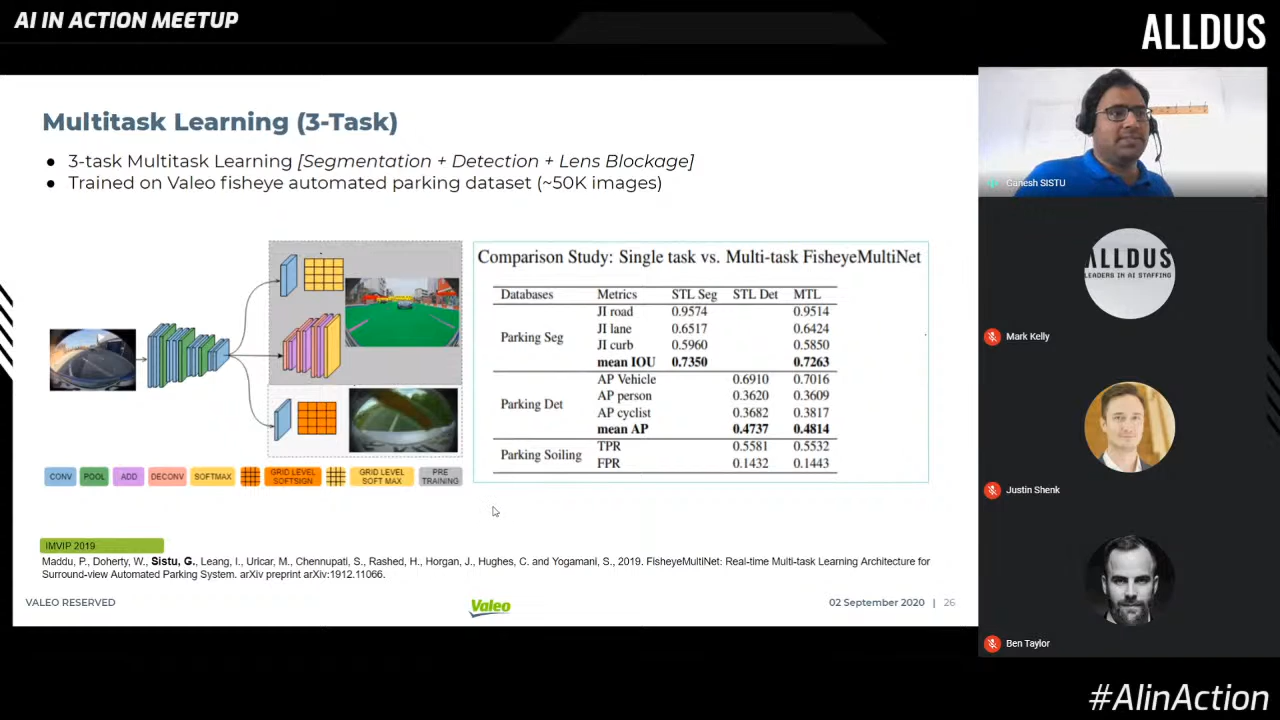 AI IN ACTION MEETUP
ALLDUS
Multitask Learning (3-Task)
● 3-task Multitask Learning [Segmentation + Detection + Lens Blockage]
● Trained on Valeo fisheye automated parking dataset (~50K images)
Comparison Study: Single task vs. Multi-task FisheyeMultiNet
Databases Metrics STL Seg STL Det MTL
Parking Seg
JI road 0.9574 0.9514
JI lane 0.6517 0.6424
JI curb 0.5960 0.5850
mean IOU 0.7350 0.7263
Parking Det
AP Vehicle 0.6910 0.7016
AP person 0.3620 0.3609
AP cyclist 0.3682 0.3817
mean AP 0.4737 0.4814
Parking Soiling
TPR 0.5581 0.5532
FPR 0.1432 0.1443
CONV POOL ADD DECONV SOFTMAX GRID LEVEL SOFTSIGN GRID LEVEL SOFT MAX PRE TRAINING
IMVIP 2019
Maddu, P., Doherty, W., Sistu, G., Leang, I., Uricar, M., Chennupati, S., Rashed, H., Horgan, J., Hughes, C. and Yogamani, S., 2019. FisheyeMultiNet: Real-time Multi-task Learning Architecture for
Surround-view Automated Parking System. arXiv preprint arXiv:1912.11066.
VALEO RESERVED
Valeo
02 September 2020 | 26
Ganesh SISTU
ALLDUS
LEADERS IN AI STAFFING
Mark Kelly
Justin Shenk
Ben Taylor
#AIinAction